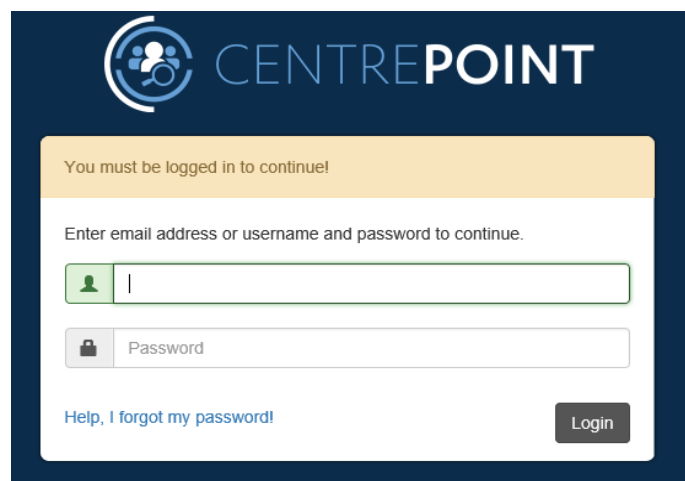 CENTREPOINT
You must be logged in to continue!
Enter email address or username and password to continue.
Password
Help, I forgot my password!
Login